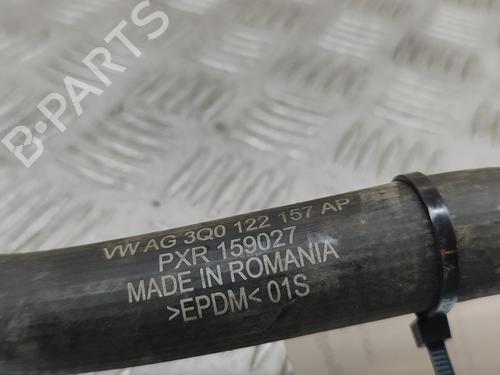 B-PARTS
VW AG 3Q0 122 157 AP
PXR 159027
MADE IN ROMANIA
>EPDM< 01S